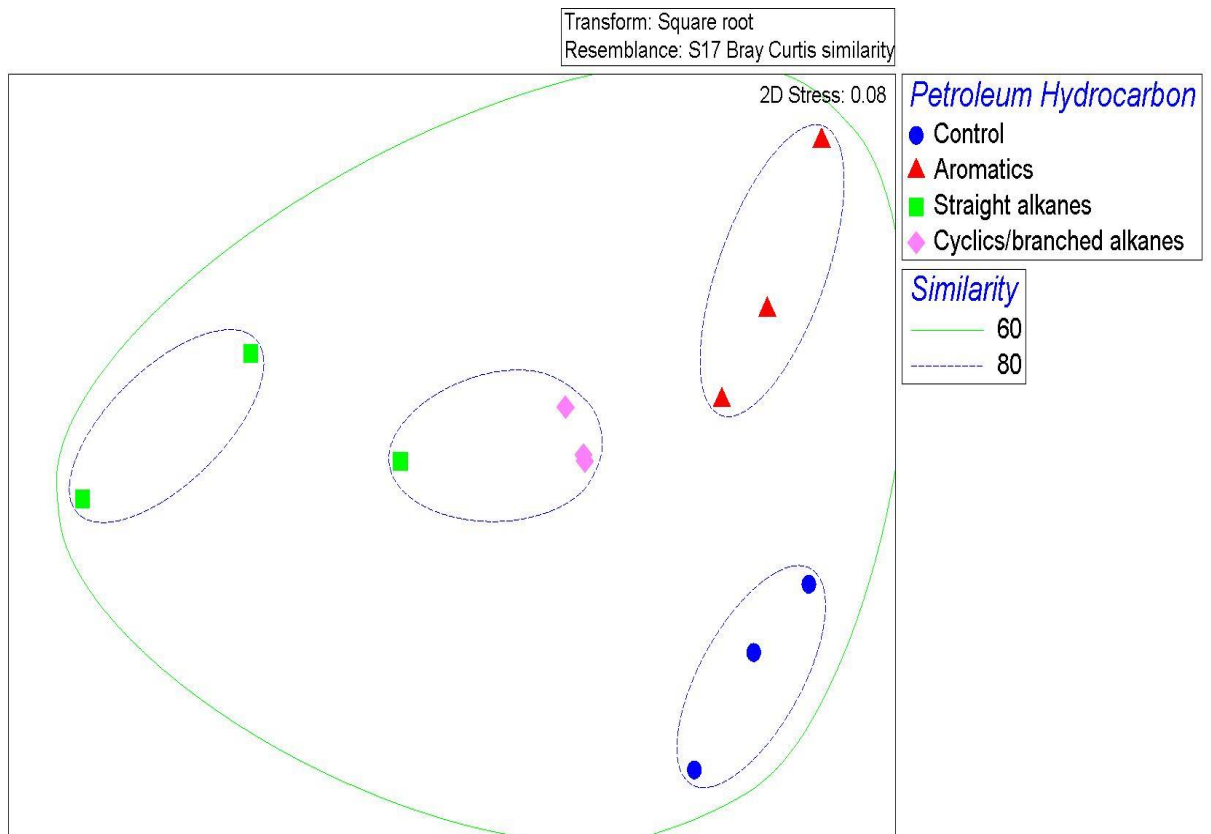 Transform: Square root
Resemblance: S17 Bray Curtis similarity
2D Stress: 0.08
Petroleum Hydrocarbon
Control
Aromatics
Straight alkanes
Cyclics/branched alkanes
Similarity
60
80